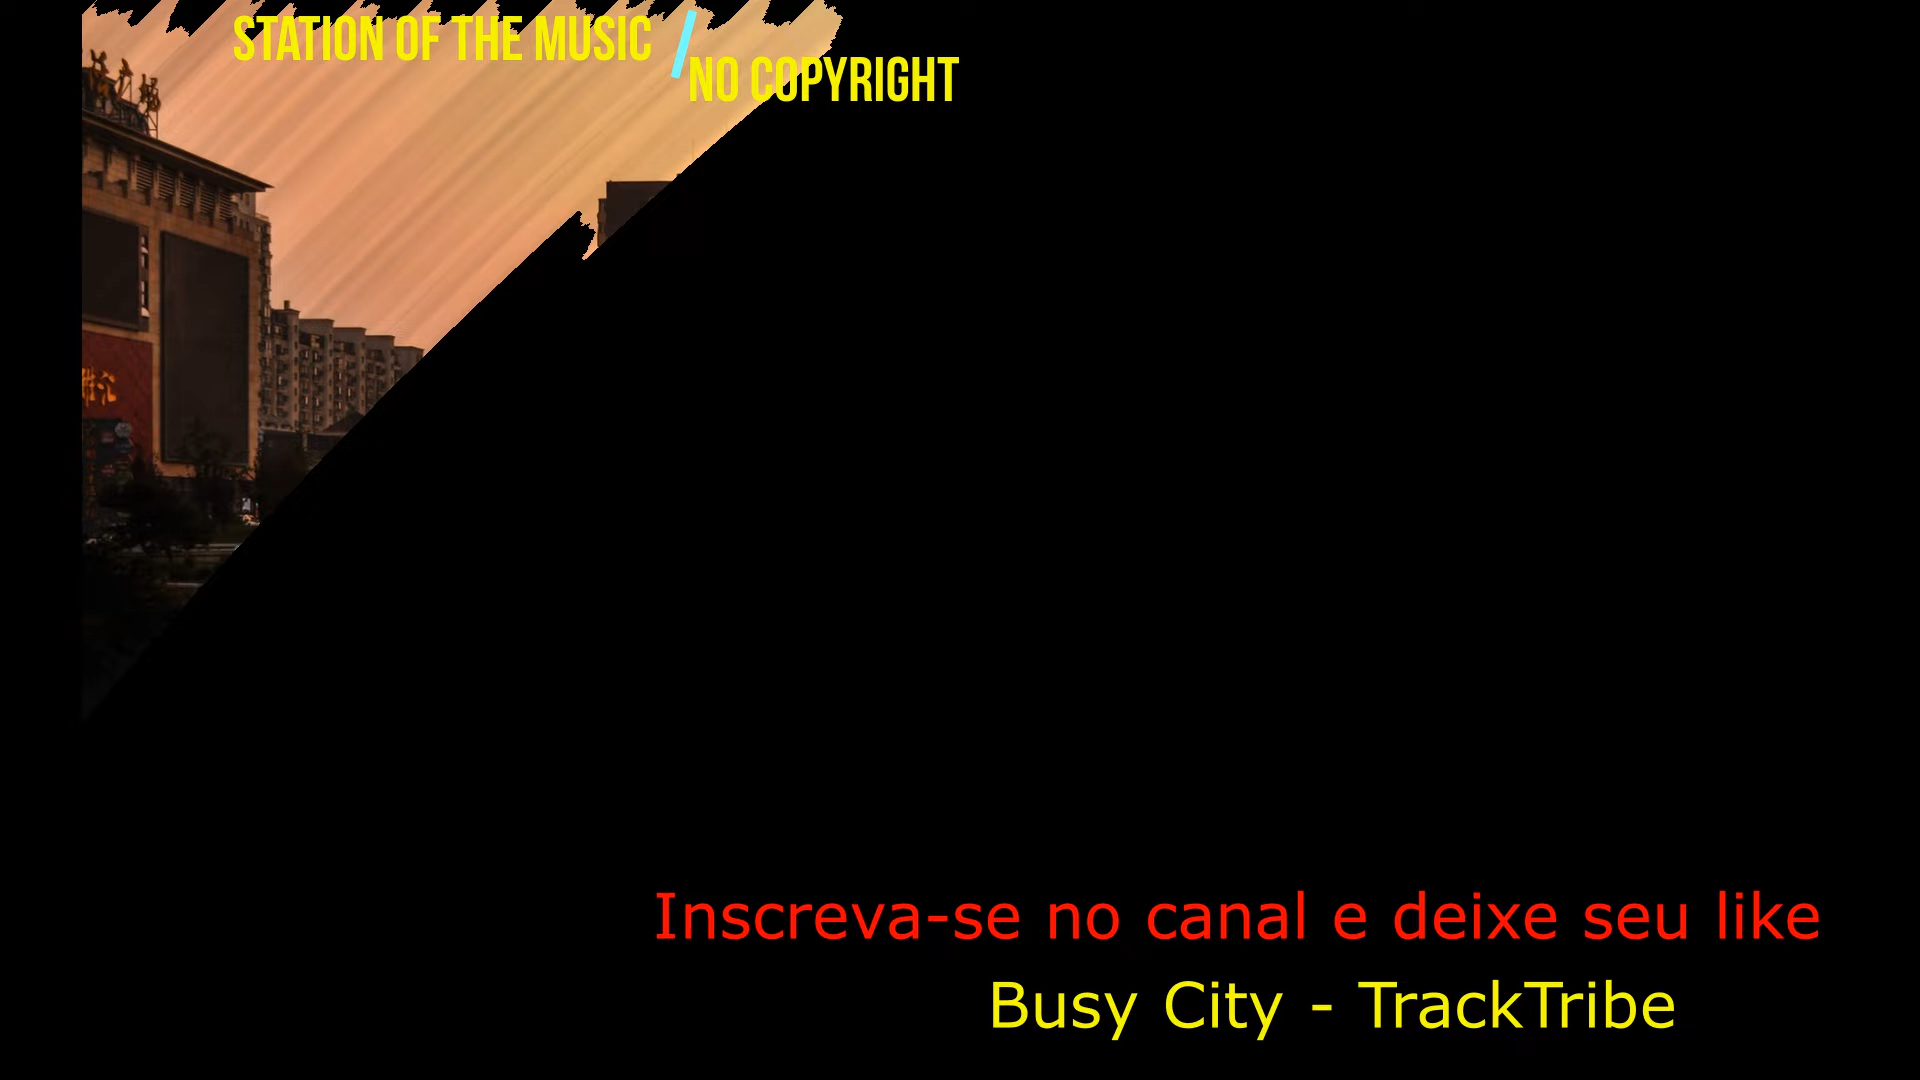 STATION OF THE MUSIC /
NO COPYRIGHT
Inscreva-se no canal e deixe seu like
Busy City - TrackTribe